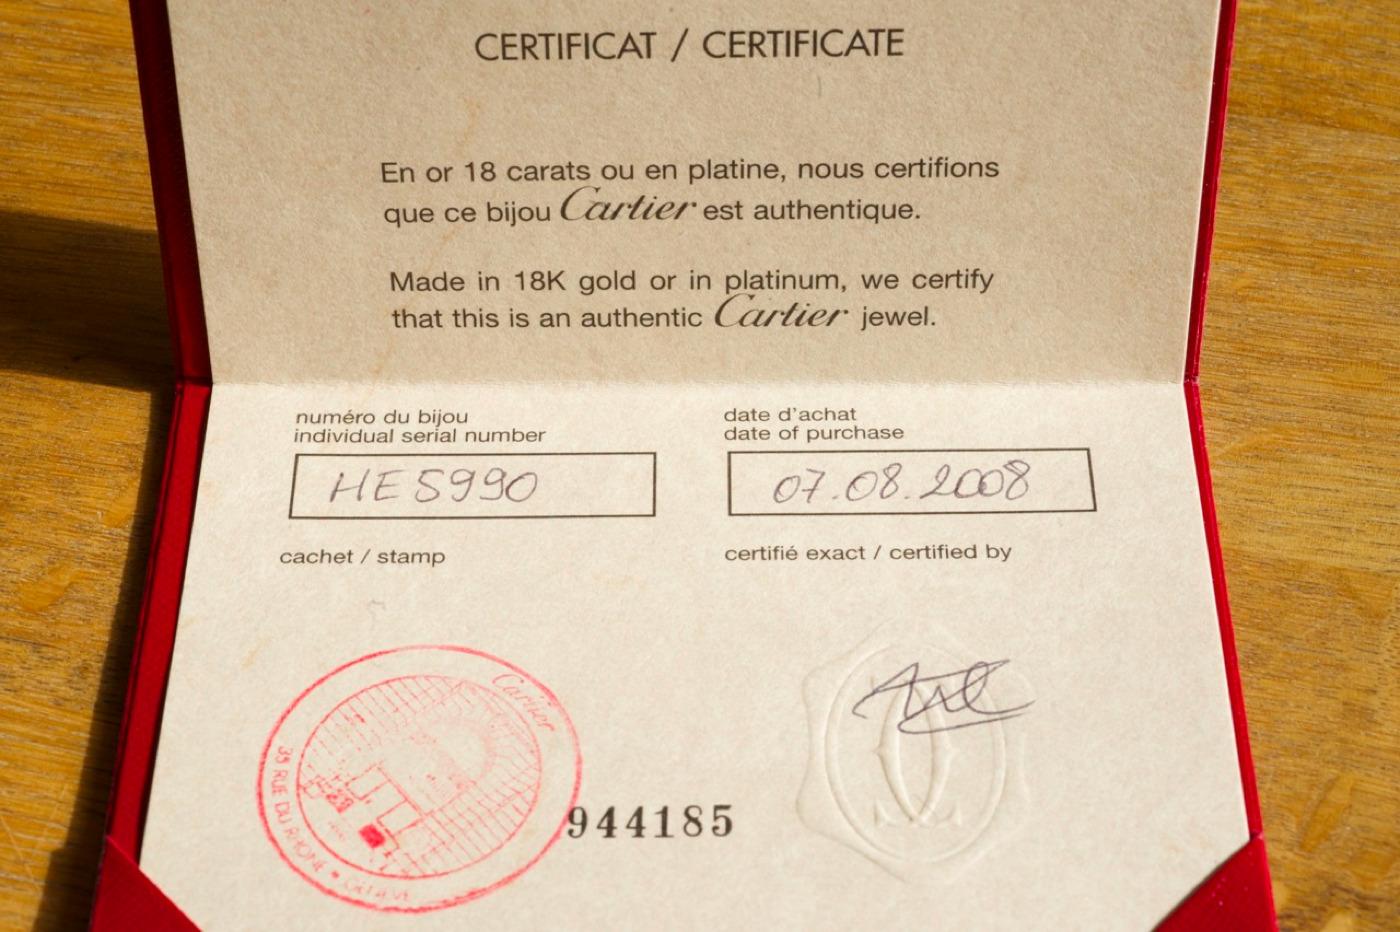 CERTIFICAT / CERTIFICATE
En or 18 carats ou en platine, nous certifions
que ce bijou Cartier est authentique.
Made in 18K gold or in platinum, we certify
that this is an authentic Cartier jewel.
numéro du bijou
individual serial number
HE5990
date d'achat
date of purchase
07.08.2008
cachet / stamp
certifié exact / certified by
Cartier
35 RUE DU RHONE • GENEVE
944185